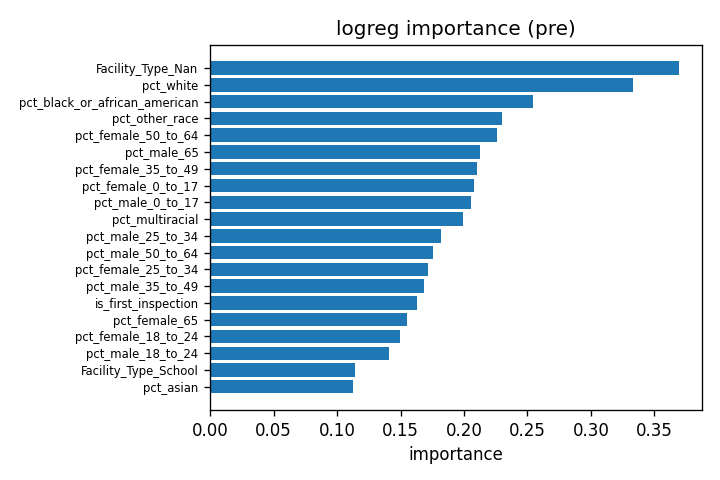 logreg importance (pre)
Facility_Type_Nan
pct_white
pct_black_or_african_american
pct_other_race
pct_female_50_to_64
pct_male_65
pct_female_35_to_49
pct_female_0_to_17
pct_male_0_to_17
pct_multiracial
pct_male_25_to_34
pct_male_50_to_64
pct_female_25_to_34
pct_male_35_to_49
is_first_inspection
pct_female_65
pct_female_18_to_24
pct_male_18_to_24
Facility_Type_School
pct_asian
0.00 0.05 0.10 0.15 0.20 0.25 0.30 0.35
importance